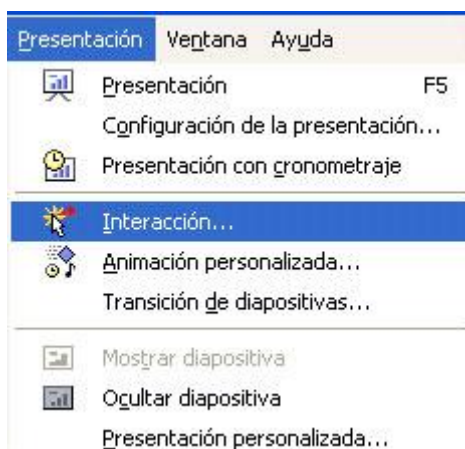 Presentación Ventana Ayuda
Presentación F5
Configuración de la presentación...
Presentación con cronometraje
Interacción...
Animación personalizada...
Transición de diapositivas...
Mostrar diapositiva
Ocultar diapositiva
Presentación personalizada...